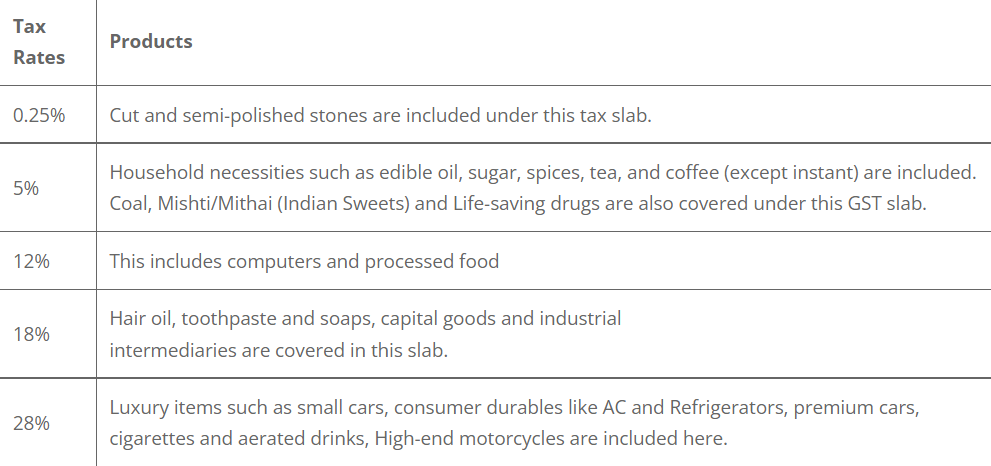 Tax
Rates
Products
0.25%
Cut and semi-polished stones are included under this tax slab.
5%
Household necessities such as edible oil, sugar, spices, tea, and coffee (except instant) are included.
Coal, Mishti/Mithai (Indian Sweets) and Life-saving drugs are also covered under this GST slab.
12%
This includes computers and processed food
18%
Hair oil, toothpaste and soaps, capital goods and industrial
intermediaries are covered in this slab.
28%
Luxury items such as small cars, consumer durables like AC and Refrigerators, premium cars,
cigarettes and aerated drinks, High-end motorcycles are included here.